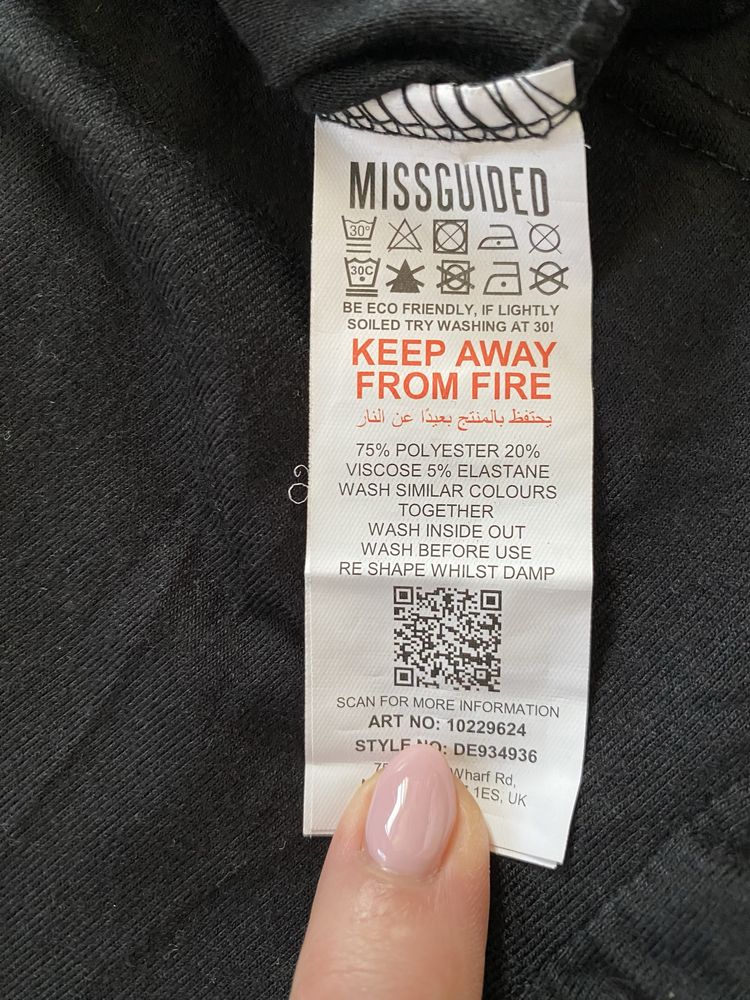 MISSGUIDED
30°
30C
BE ECO FRIENDLY, IF LIGHTLY
SOILED TRY WASHING AT 30!
KEEP AWAY
FROM FIRE
يحتفظ بالمنتج بعيدًا عن النار
75% POLYESTER 20%
VISCOSE 5% ELASTANE
WASH SIMILAR COLOURS
TOGETHER
WASH INSIDE OUT
WASH BEFORE USE
RE SHAPE WHILST DAMP
SCAN FOR MORE INFORMATION
ART NO: 10229624
STYLE NO: DE934936
Wharf Rd,
1ES, UK